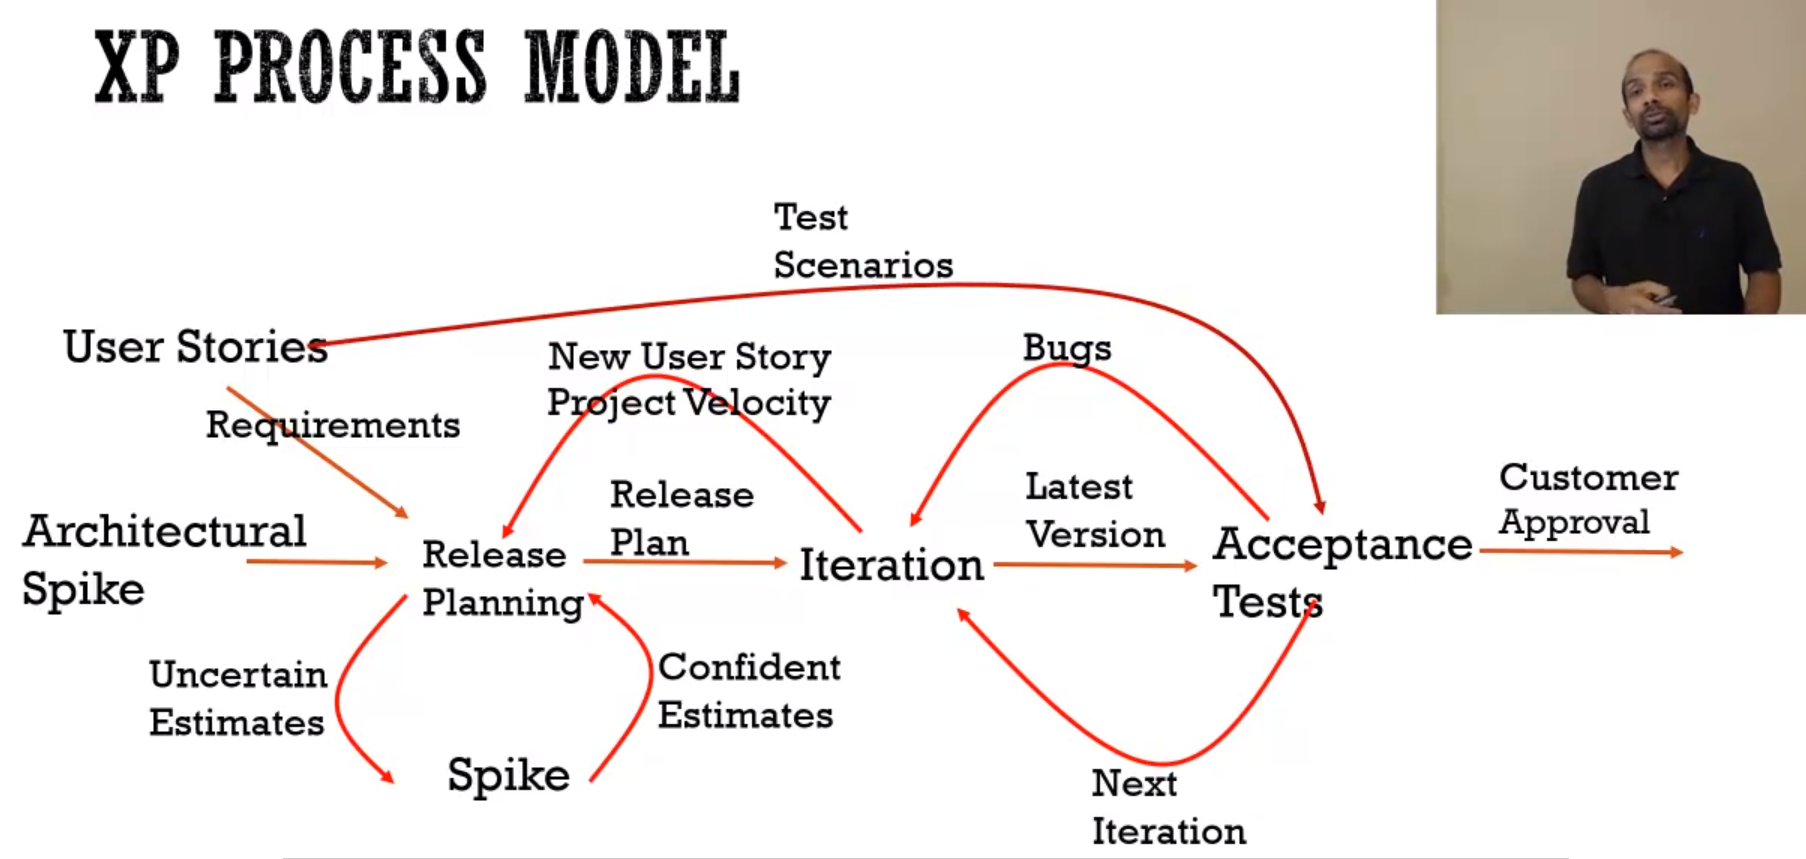 XP PROCESS MODEL
Test
Scenarios
User Stories
New User Story
Project Velocity
Bugs
Requirements
Release
Plan
Latest
Version
Customer
Approval
Architectural
Spike
Release
Planning
Iteration
Acceptance
Tests
Uncertain
Estimates
Confident
Estimates
Spike
Next
Iteration